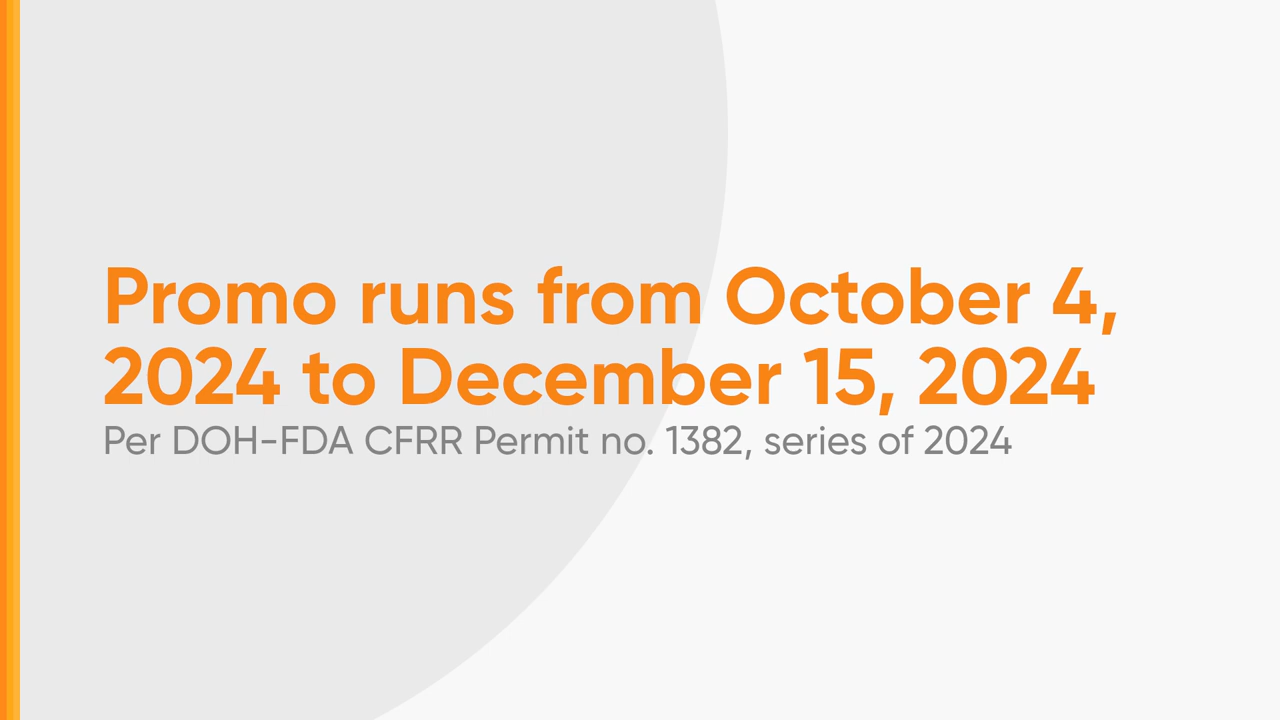 Promo runs from October 4,
2024 to December 15, 2024
Per DOH-FDA CFRR Permit no. 1382, series of 2024